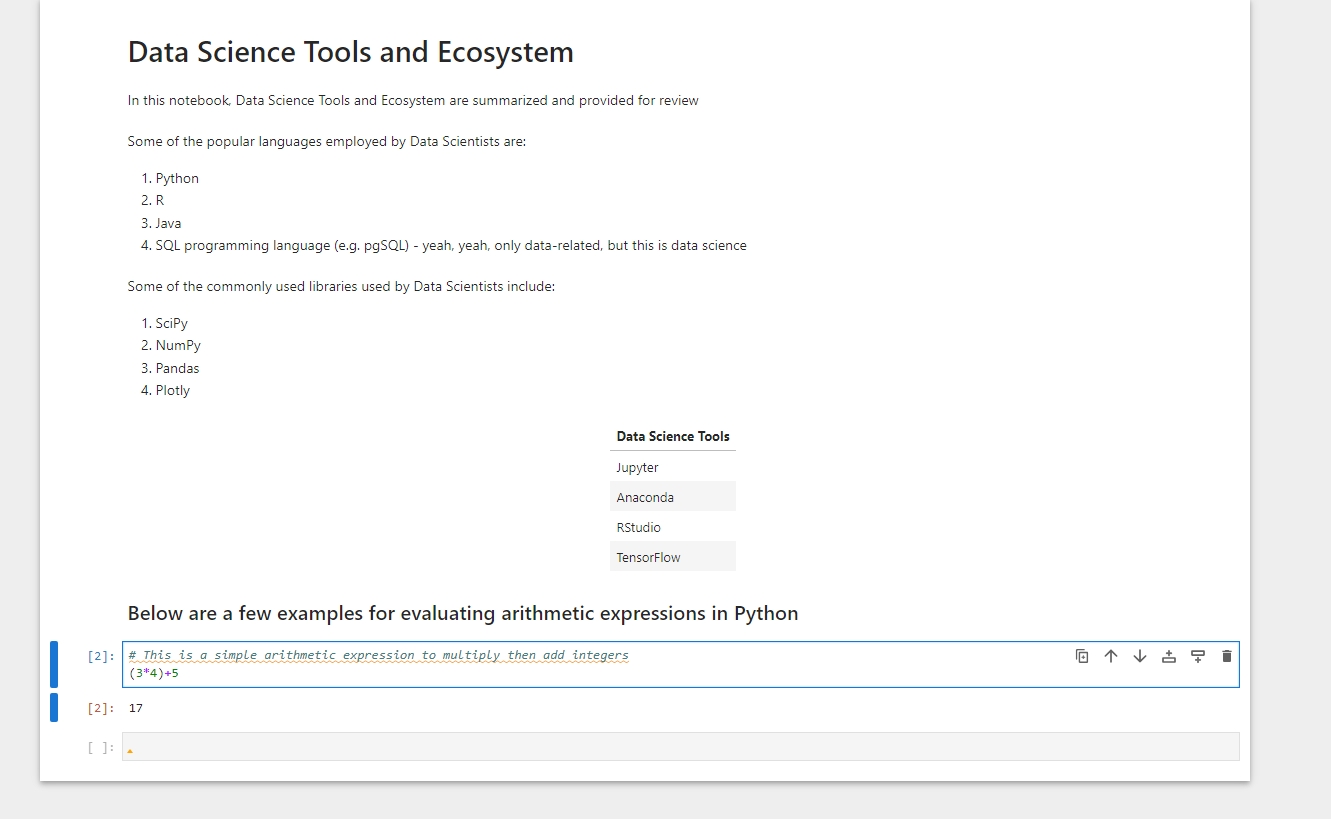 Data Science Tools and Ecosystem
In this notebook, Data Science Tools and Ecosystem are summarized and provided for review
Some of the popular languages employed by Data Scientists are:
1. Python
2. R
3. Java
4. SQL programming language (e.g. pgSQL) - yeah, yeah, only data-related, but this is data science
Some of the commonly used libraries used by Data Scientists include:
1. SciPy
2. NumPy
3. Pandas
4. Plotly
Data Science Tools
Jupyter
Anaconda
RStudio
TensorFlow
Below are a few examples for evaluating arithmetic expressions in Python
[2]: # This is a simple arithmetic expression to multiply then add integers
(3*4)+5
[2]: 17
[ ]: